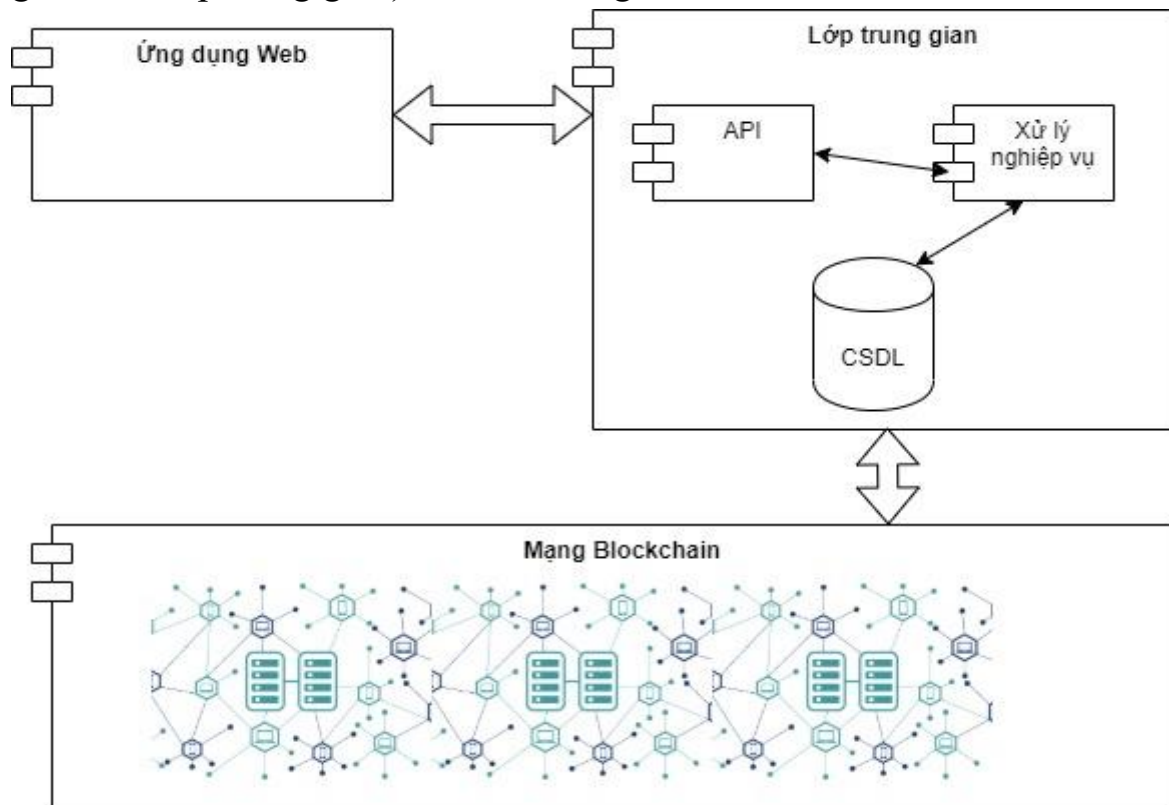 Ứng dụng Web
Lớp trung gian
API
Xử lý
nghiệp vụ
CSDL
Mạng Blockchain